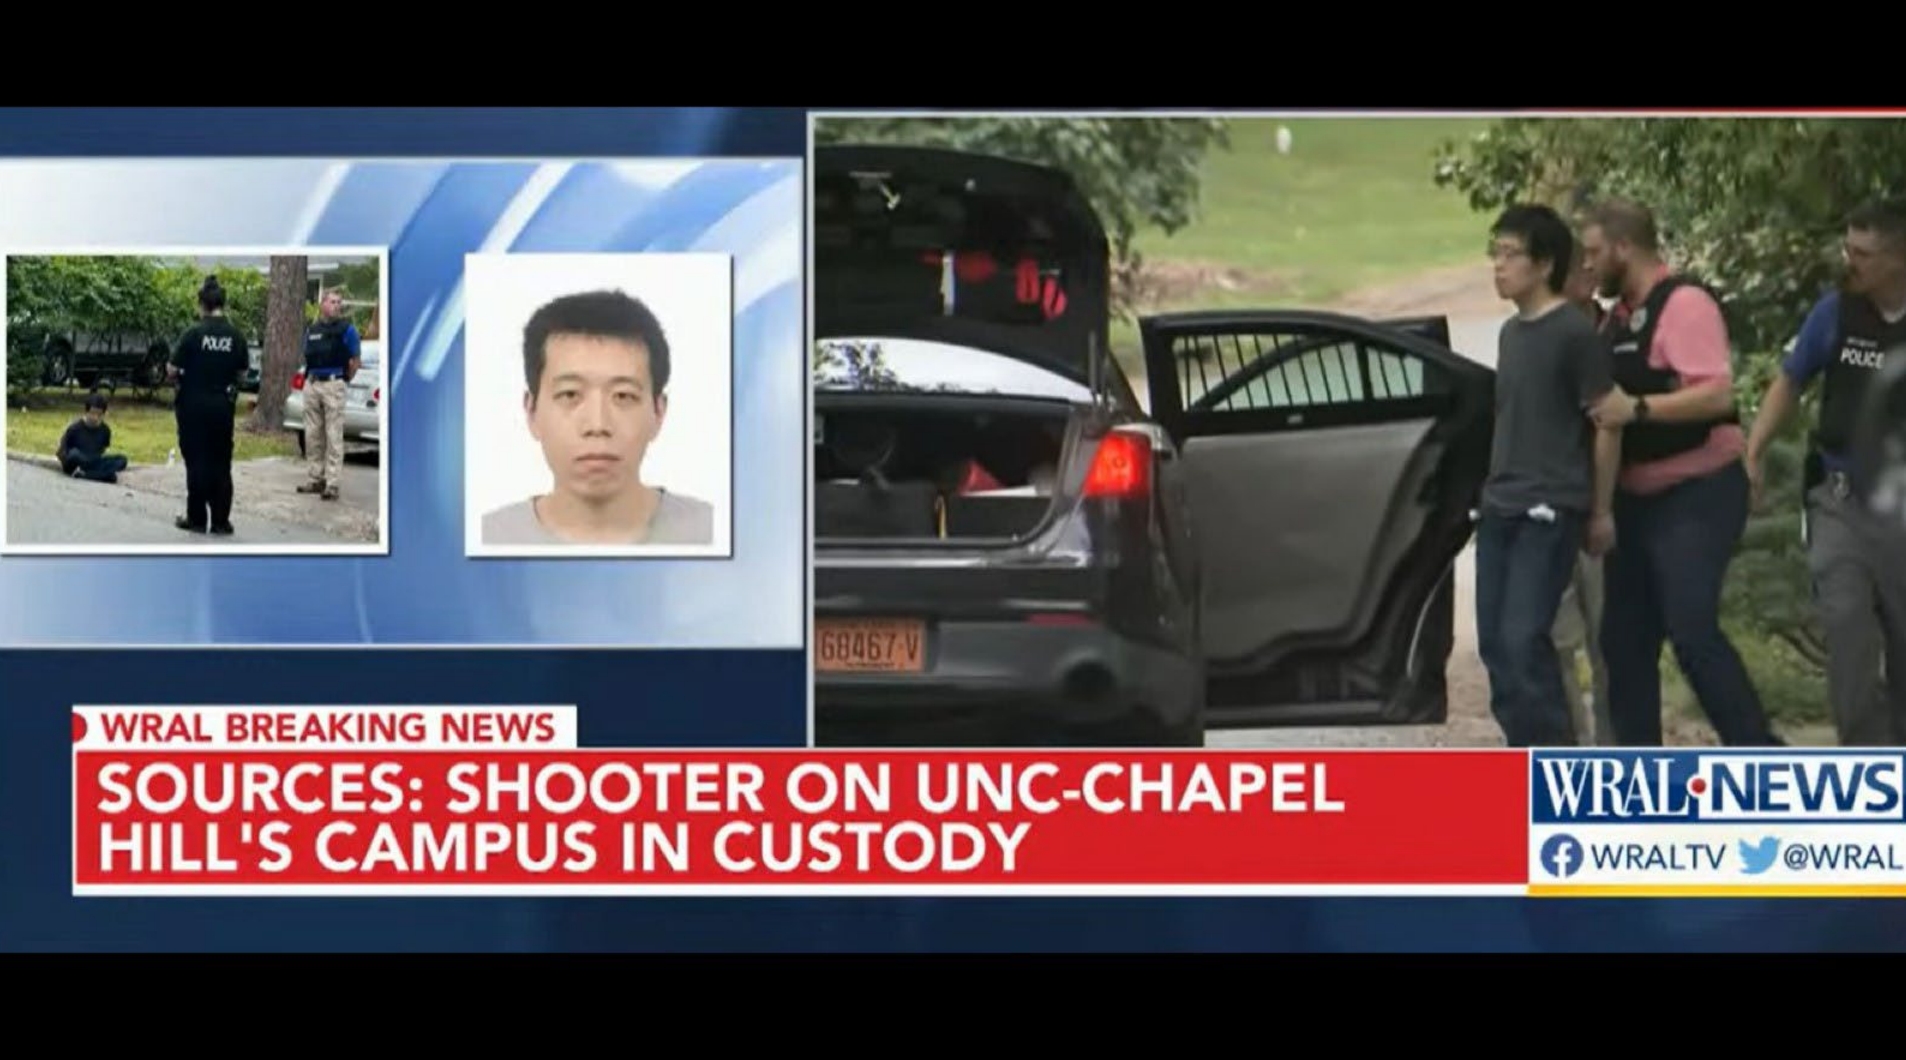 POLICE
POLICE
68467-V
WRAL BREAKING NEWS
SOURCES: SHOOTER ON UNC-CHAPEL
HILL'S CAMPUS IN CUSTODY
WRAL NEWS
WRALTV @WRAL